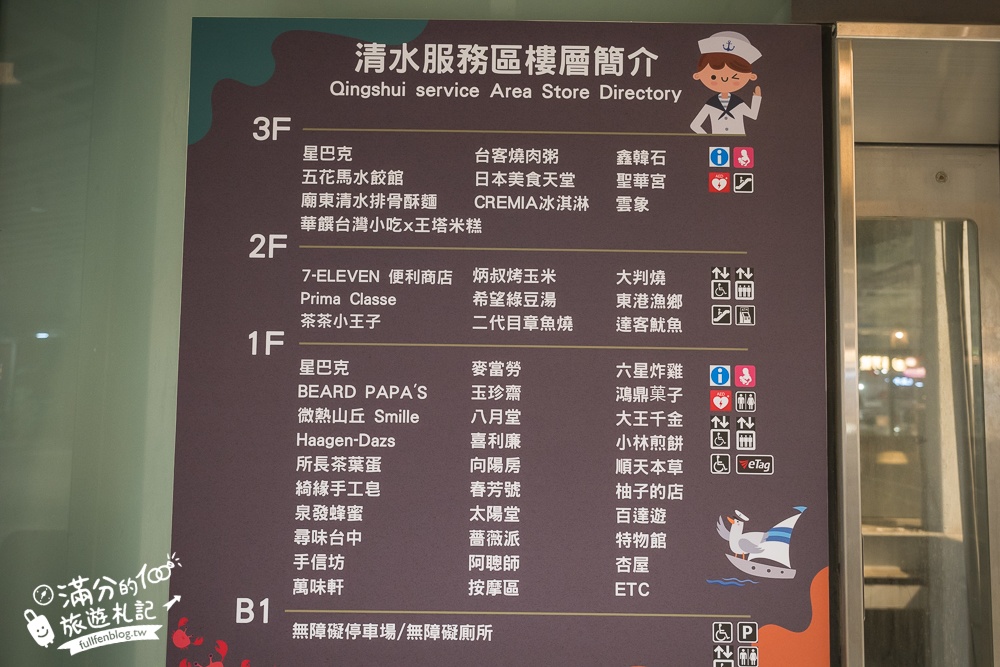 清水服務區樓層簡介
Qingshui service Area Store Directory
3F
星巴克 台客燒肉粥 鑫韓石
五花馬水餃館 日本美食天堂 聖華宮
廟東清水排骨酥麵 CREMIA冰淇淋 雲象
華饌台灣小吃x王塔米糕
2F
7-ELEVEN 便利商店 炳叔烤玉米 大判燒
Prima Classe 希望綠豆湯 東港漁鄉
茶茶小王子 二代目章魚燒 達客魷魚
1F
星巴克 麥當勞 六星炸雞
BEARD PAPA'S 玉珍齋 鴻鼎菓子
微熱山丘 Smille 八月堂 大王千金
Haagen-Dazs 喜利廉 小林煎餅
所長茶葉蛋 向陽房 順天本草
綺緣手工皂 春芳號 柚子的店
泉發蜂蜜 太陽堂 百達遊
尋味台中 薔薇派 特物館
手信坊 阿聰師 杏屋
萬味軒 按摩區 ETC
eTag
B1
無障礙停車場/無障礙廁所
P
滿分的100
旅遊札記
fullfenblog.tw